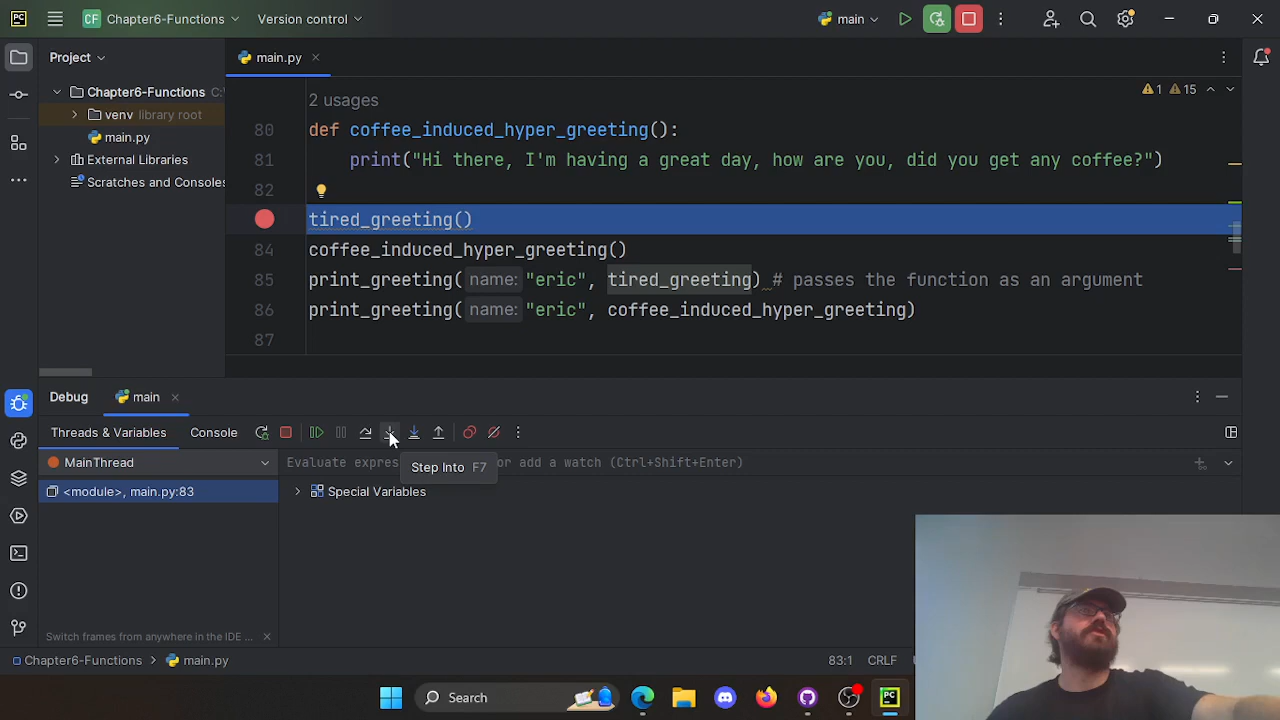 PC
CF Chapter6-Functions
Version control
main
Project
main.py
Chapter6-Functions C:\
venv library root
main.py
External Libraries
Scratches and Consoles
1 15
2 usages
80 def coffee_induced_hyper_greeting():
81 print("Hi there, I'm having a great day, how are you, did you get any coffee?")
82
tired_greeting()
84 coffee_induced_hyper_greeting()
85 print_greeting( name: "eric", tired_greeting) # passes the function as an argument
86 print_greeting( name: "eric", coffee_induced_hyper_greeting)
87
Debug main
Threads & Variables Console
MainThread
Evaluate expres or add a watch (Ctrl+Shift+Enter)
Step Into F7
<module>, main.py:83
Special Variables
Switch frames from anywhere in the IDE ...
Chapter6-Functions main.py
83:1 CRLF
Search
PC